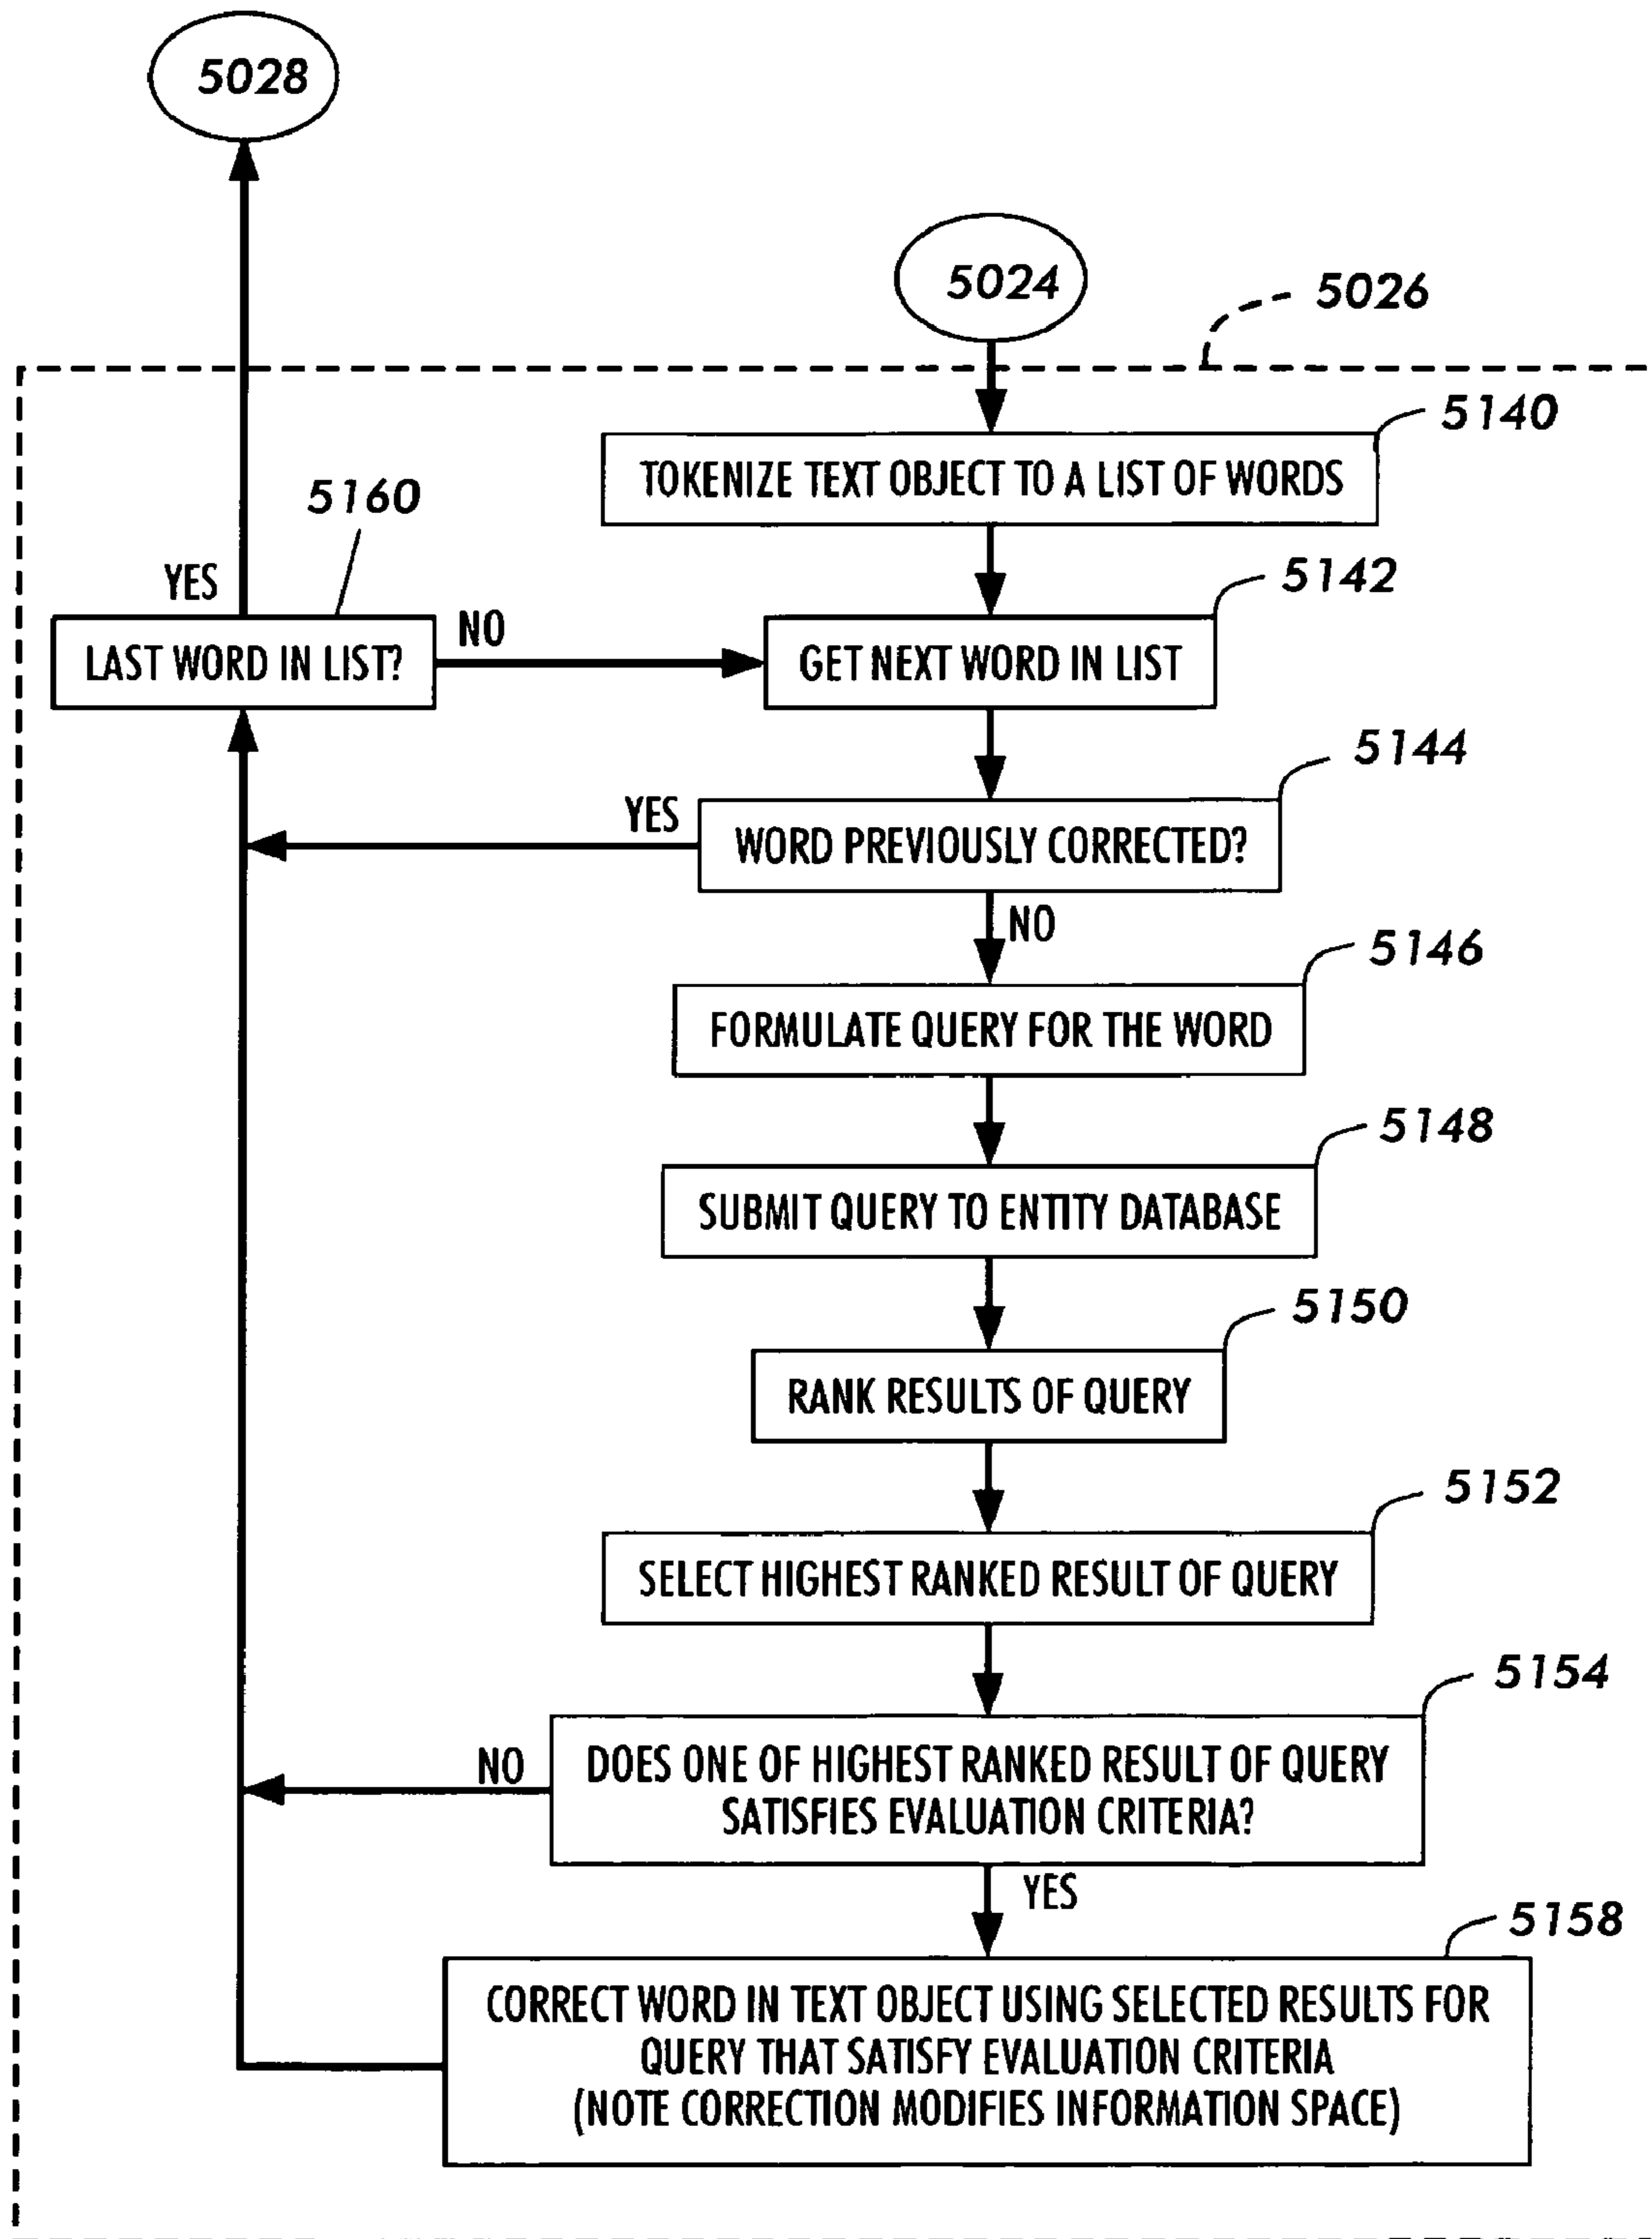 5028
5024
5026
5140
TOKENIZE TEXT OBJECT TO A LIST OF WORDS
5160
YES
LAST WORD IN LIST?
NO
5142
GET NEXT WORD IN LIST
5144
YES
WORD PREVIOUSLY CORRECTED?
NO
5146
FORMULATE QUERY FOR THE WORD
5148
SUBMIT QUERY TO ENTITY DATABASE
5150
RANK RESULTS OF QUERY
5152
SELECT HIGHEST RANKED RESULT OF QUERY
5154
NO
DOES ONE OF HIGHEST RANKED RESULT OF QUERY
SATISFIES EVALUATION CRITERIA?
YES
5158
CORRECT WORD IN TEXT OBJECT USING SELECTED RESULTS FOR
QUERY THAT SATISFY EVALUATION CRITERIA
(NOTE CORRECTION MODIFIES INFORMATION SPACE)